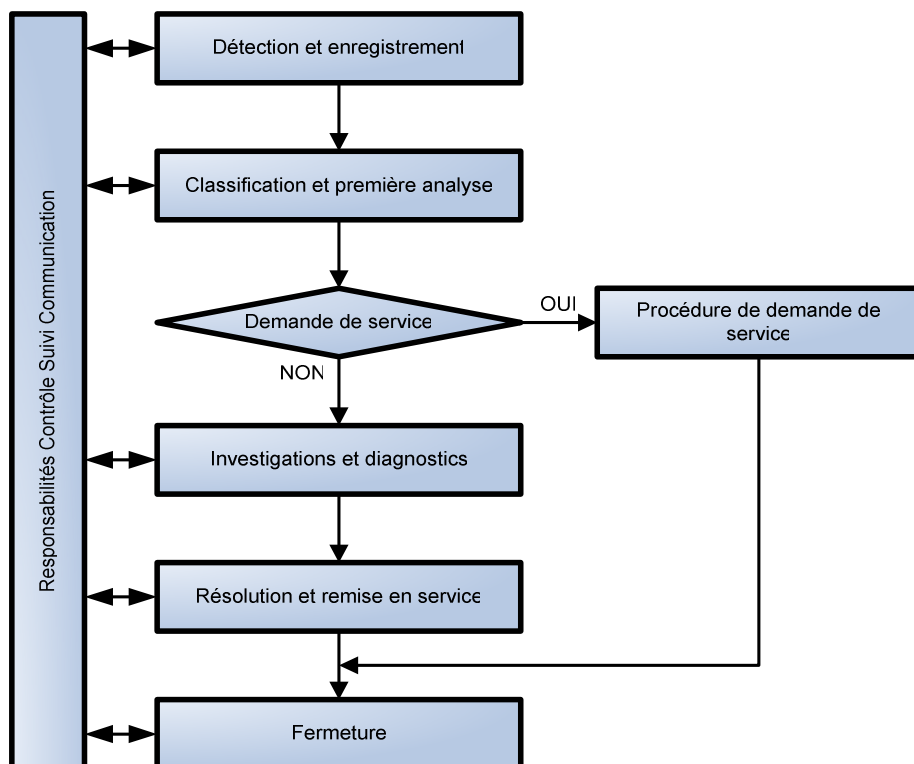 Détection et enregistrement
Classification et première analyse
Demande de service
OUI
Procédure de demande de
service
NON
Investigations et diagnostics
Résolution et remise en service
Fermeture
Responsabilités Contrôle Suivi Communication